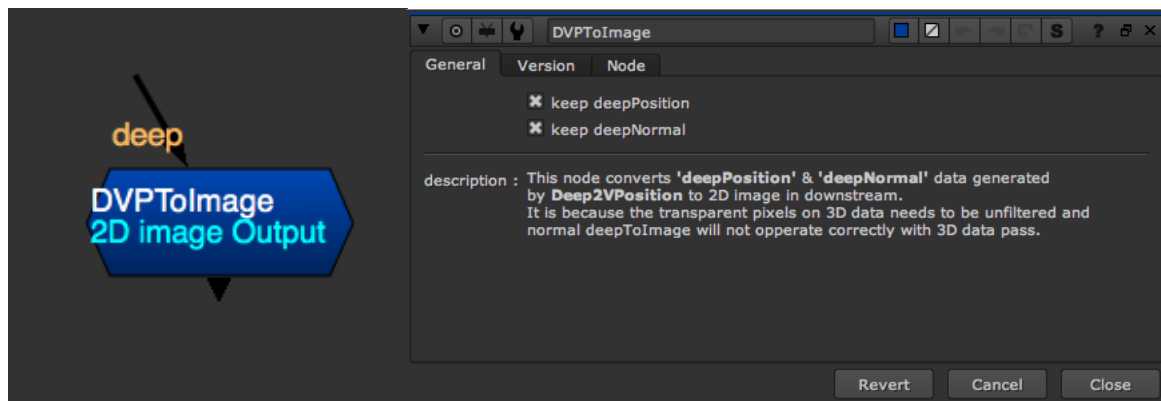 deep
DVPToImage
2D image Output
DVPToImage
S ?
General Version Node
keep deepPosition
keep deepNormal
description : This node converts 'deepPosition' & 'deepNormal' data generated
by Deep2VPosition to 2D image in downstream.
It is because the transparent pixels on 3D data needs to be unfiltered and
normal deepToImage will not opperate correctly with 3D data pass.
Revert Cancel Close